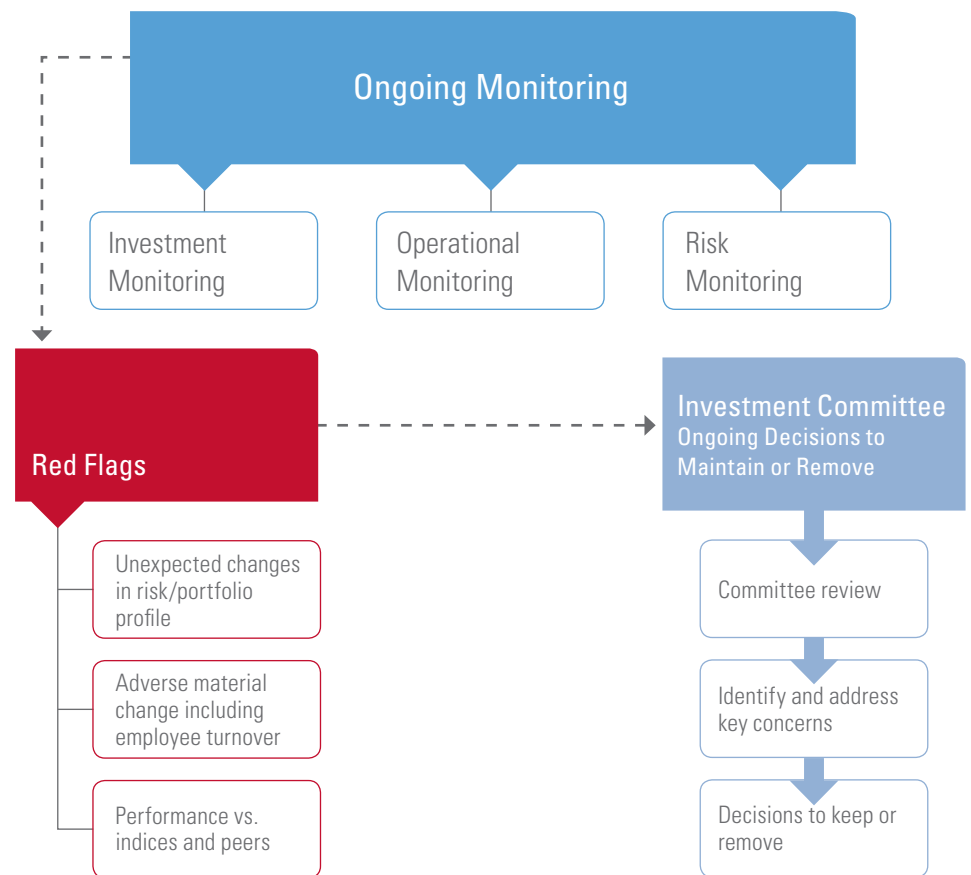 Ongoing Monitoring
Investment
Monitoring
Operational
Monitoring
Risk
Monitoring
Red Flags
Unexpected changes
in risk/portfolio
profile
Adverse material
change including
employee turnover
Performance vs.
indices and peers
Investment Committee
Ongoing Decisions to
Maintain or Remove
Committee review
Identify and address
key concerns
Decisions to keep or
remove